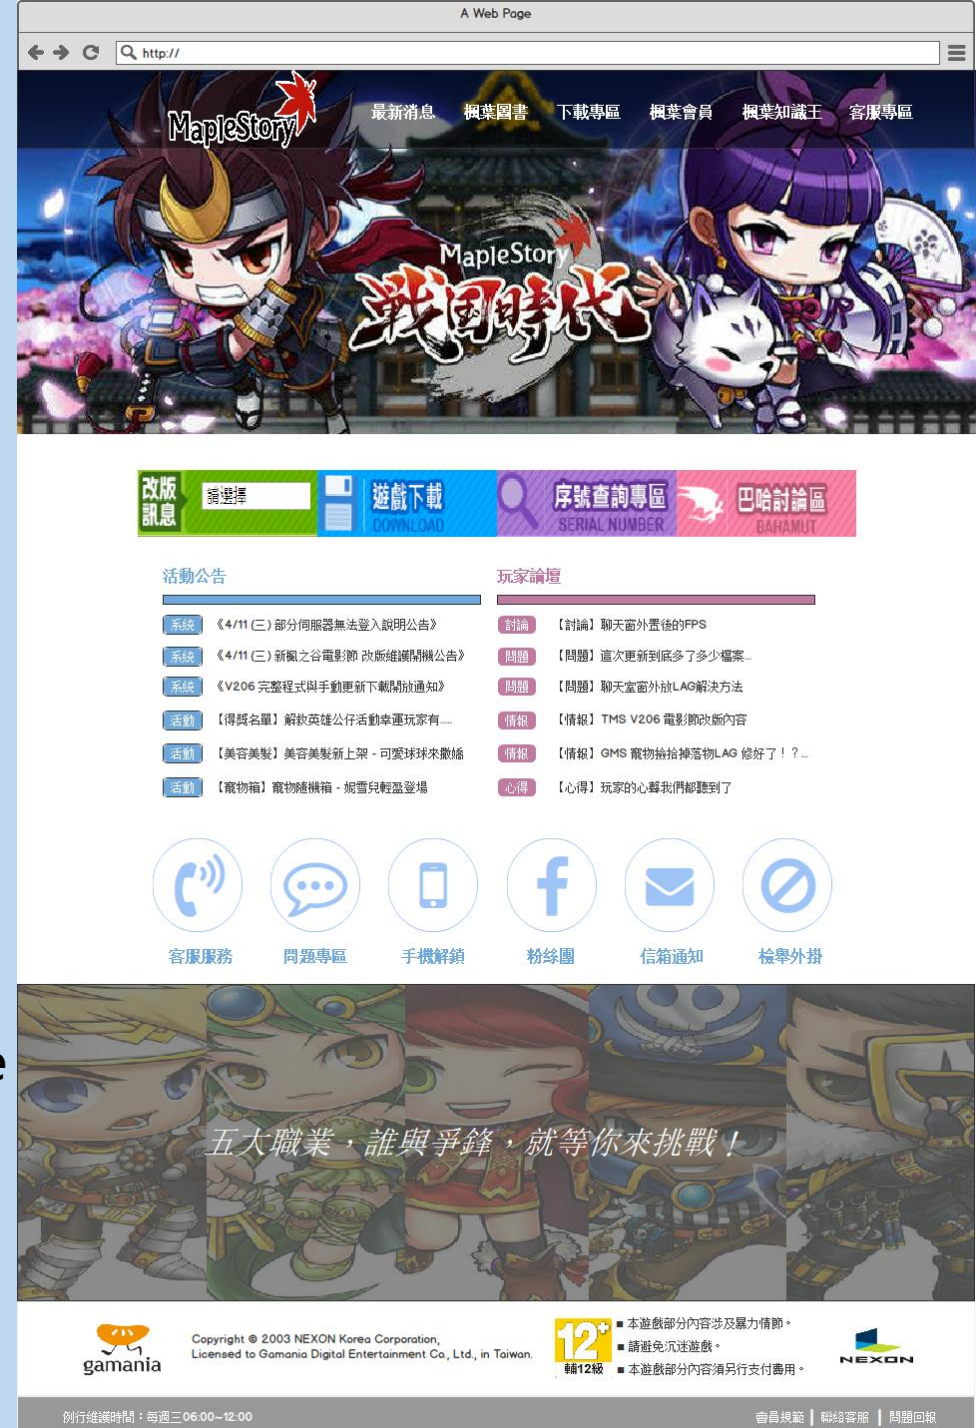 A Web Page
http://
MapleStory
最新消息 楓葉圖書 下載專區 楓葉會員 楓葉知識王 客服專區
MapleStory
戦国時代
改版訊息 請選擇
遊戲下載
DOWNLOAD
序號查詢專區
SERIAL NUMBER
巴哈討論區
BAHAMUT
活動公告
系統 《4/11 (三) 部分伺服器無法登入說明公告》
系統 《4/11 (三) 新楓之谷電影節 改版維護開機公告》
系統 《V206 完整程式與手動更新下載開放通知》
活動 【得獎名單】解救英雄公仔活動幸運玩家有.....
活動 【美容美髮】美容美髮新上架 - 可愛球球來撒嬌
活動 【寵物箱】寵物隨機箱 - 妮雪兒輕盈登場
玩家論壇
討論 【討論】聊天窗外置後的FPS
問題 【問題】這次更新到底多了多少檔案...
問題 【問題】聊天室窗外放LAG解決方法
情報 【情報】TMS V206 電影節改版內容
情報 【情報】GMS 寵物撿拾掉落物LAG 修好了！？...
心得 【心得】玩家的心聲我們都聽到了
客服服務 問題專區 手機解鎖 粉絲團 信箱通知 檢舉外掛
e
五大職業，誰與爭鋒，就等你來挑戰！
gamania
Copyright © 2003 NEXON Korea Corporation,
Licensed to Gamania Digital Entertainment Co., Ltd., in Taiwan.
12+
輔12級
■ 本遊戲部分內容涉及暴力情節。
■ 請避免沉迷遊戲。
■ 本遊戲部分內容須另行支付費用。
NEXON
例行維護時間：每週三06:00~12:00
會員規範 | 聯絡客服 | 問題回報